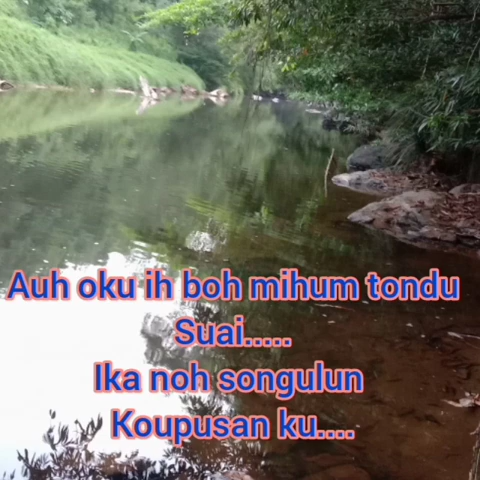 Auh oku ih boh mihum tondu
Suai.....
Ika noh songulun
Koupusan ku....